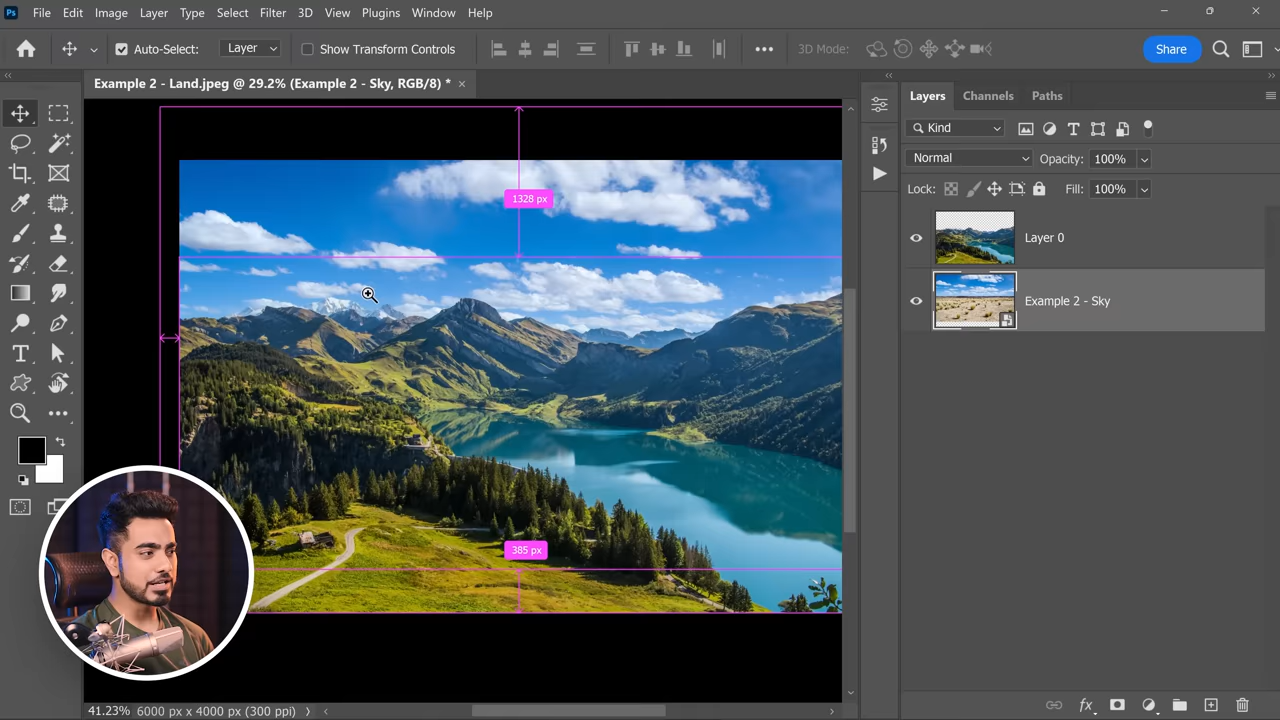 Ps File Edit Image Layer Type Select Filter 3D View Plugins Window Help
Auto-Select: Layer Show Transform Controls 3D Mode: Share
Example 2 - Land.jpeg @ 29.2% (Example 2 - Sky, RGB/8) *
Layers Channels Paths
Kind
Normal Opacity: 100%
Lock: Fill: 100%
1328 px
Layer 0
Example 2 - Sky
385 px
41.23% 6000 px x 4000 px (300 ppi)
fx